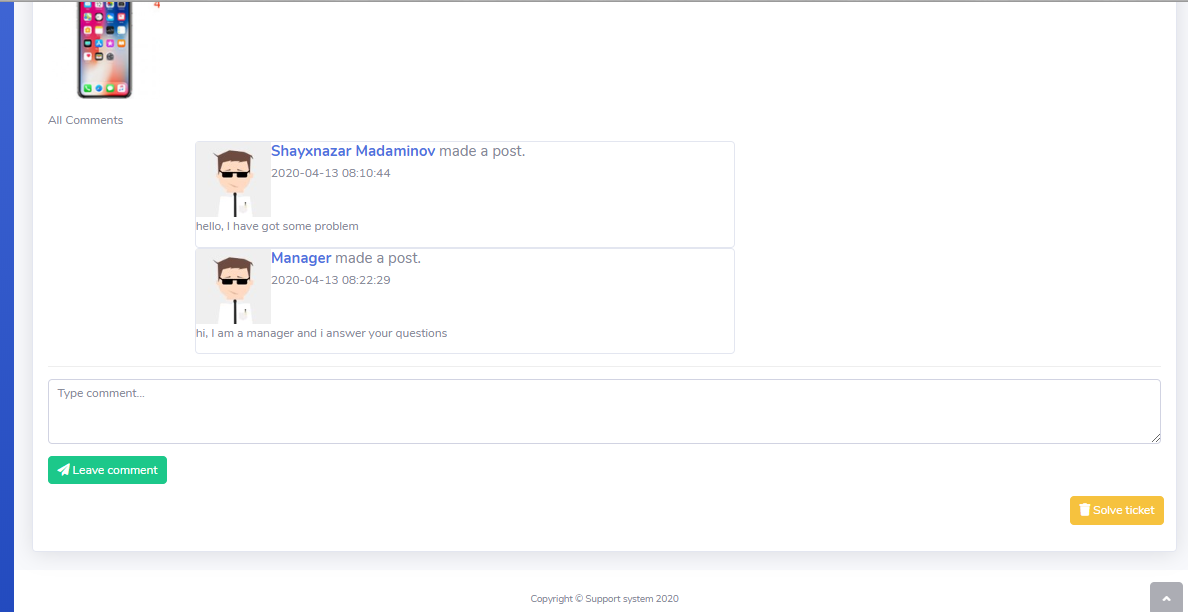 4
All Comments
Shayxnazar Madaminov made a post.
2020-04-13 08:10:44
hello, I have got some problem
Manager made a post.
2020-04-13 08:22:29
hi, I am a manager and i answer your questions
Type comment...
Leave comment
Solve ticket
Copyright © Support system 2020